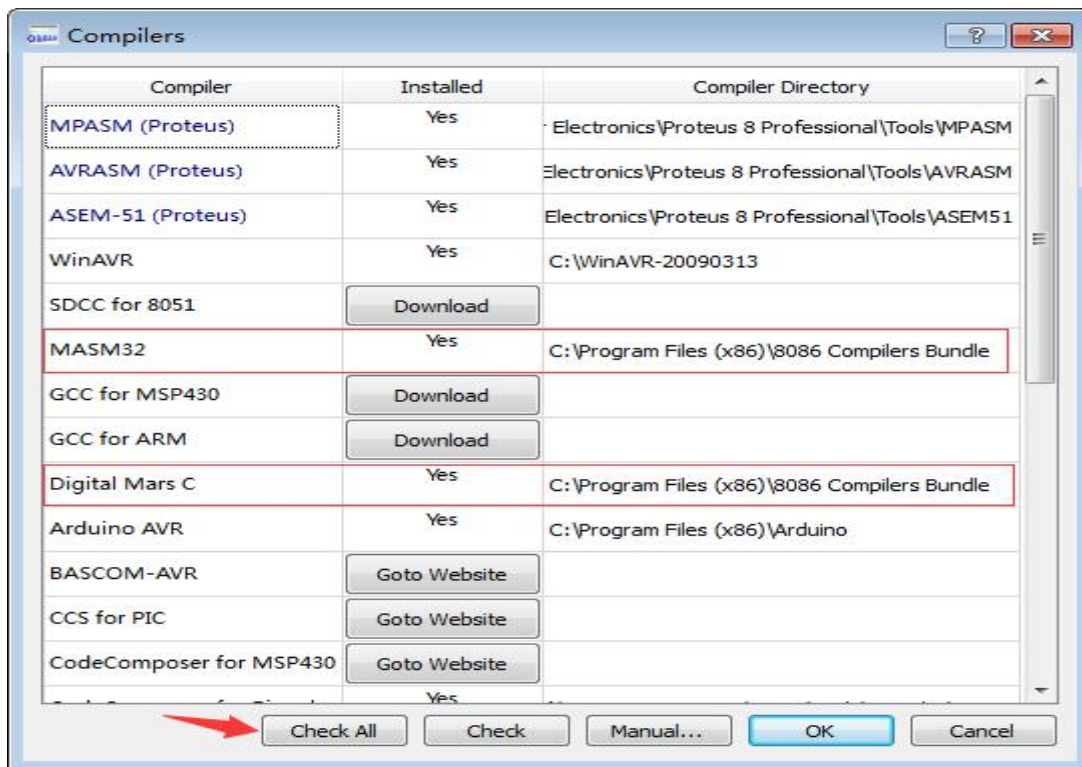 Compilers
Compiler Installed Compiler Directory
MPASM (Proteus) Yes Electronics\Proteus 8 Professional\Tools\MPASM
AVRASM (Proteus) Yes Electronics\Proteus 8 Professional\Tools\AVRASM
ASEM-51 (Proteus) Yes Electronics\Proteus 8 Professional\Tools\ASEM51
WinAVR Yes C:\WinAVR-20090313
SDCC for 8051 Download
MASM32 Yes C:\Program Files (x86)\8086 Compilers Bundle
GCC for MSP430 Download
GCC for ARM Download
Digital Mars C Yes C:\Program Files (x86)\8086 Compilers Bundle
Arduino AVR Yes C:\Program Files (x86)\Arduino
BASCOM-AVR Goto Website
CCS for PIC Goto Website
CodeComposer for MSP430 Goto Website
Yes
Check All Check Manual... OK Cancel